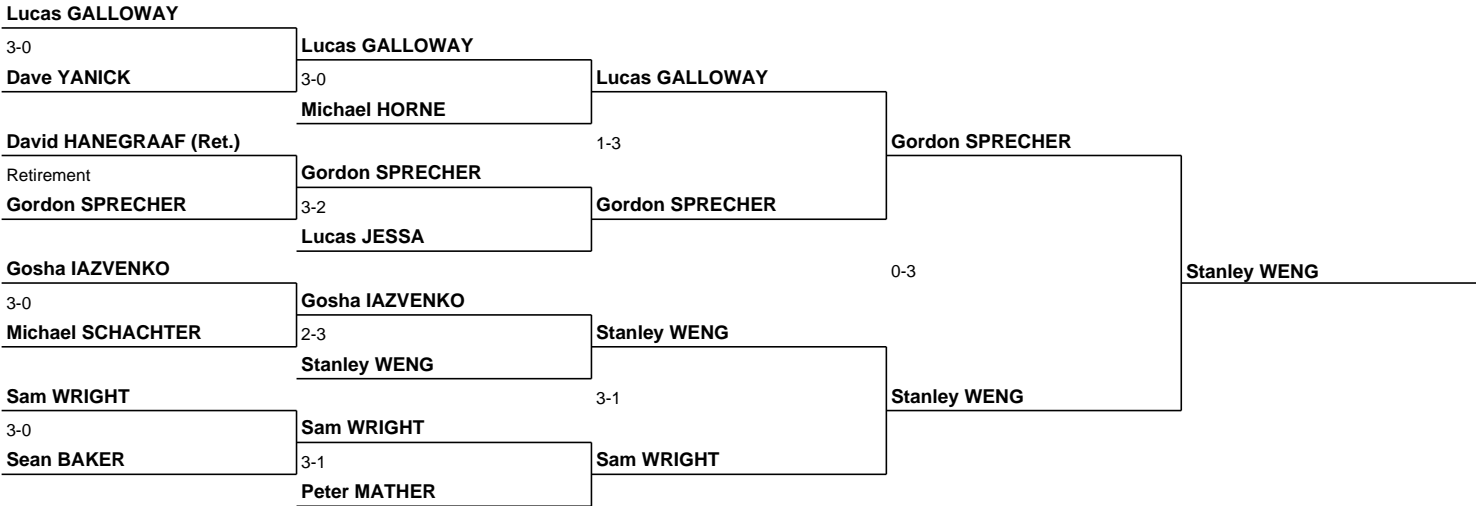 Lucas GALLOWAY
3-0
Lucas GALLOWAY
Dave YANICK
3-0
Lucas GALLOWAY
Michael HORNE
David HANEGRAAF (Ret.)
1-3
Gordon SPRECHER
Retirement
Gordon SPRECHER
Gordon SPRECHER
3-2
Gordon SPRECHER
Lucas JESSA
Gosha IAZVENKO
0-3
Stanley WENG
3-0
Gosha IAZVENKO
Michael SCHACHTER
2-3
Stanley WENG
Stanley WENG
Sam WRIGHT
3-1
Stanley WENG
3-0
Sam WRIGHT
Sean BAKER
3-1
Sam WRIGHT
Peter MATHER